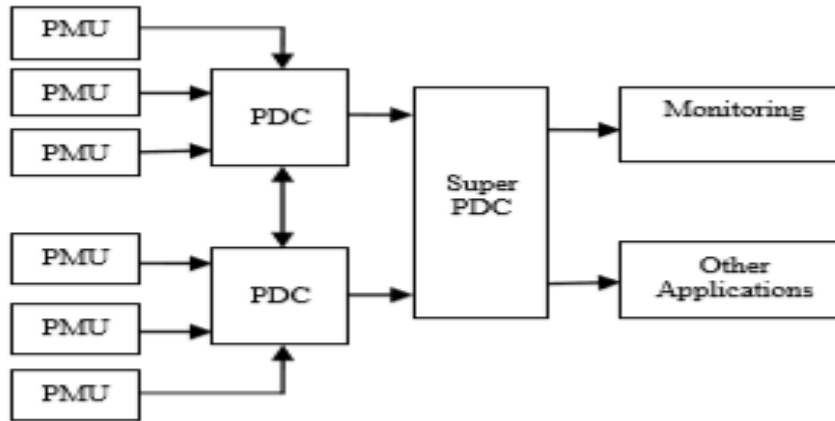 PMU
PMU
PMU
PDC
PMU
PMU
PMU
PDC
Super
PDC
Monitoring
Other
Applications